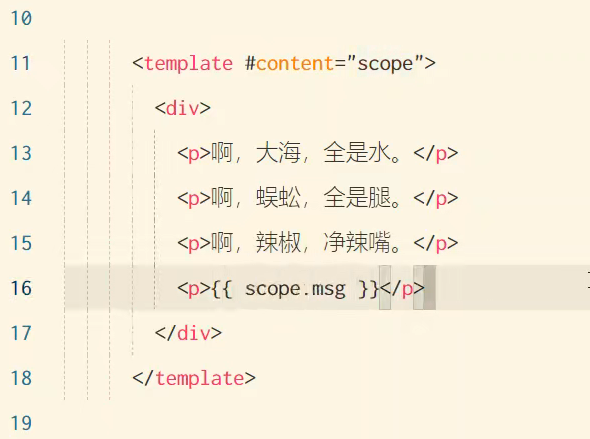 10
11 <template #content="scope">
12 <div>
13 <p>啊，大海，全是水。</p>
14 <p>啊，蜈蚣，全是腿。</p>
15 <p>啊，辣椒，净辣嘴。</p>
16 <p>{{ scope.msg }}</p>
17 </div>
18 </template>
19